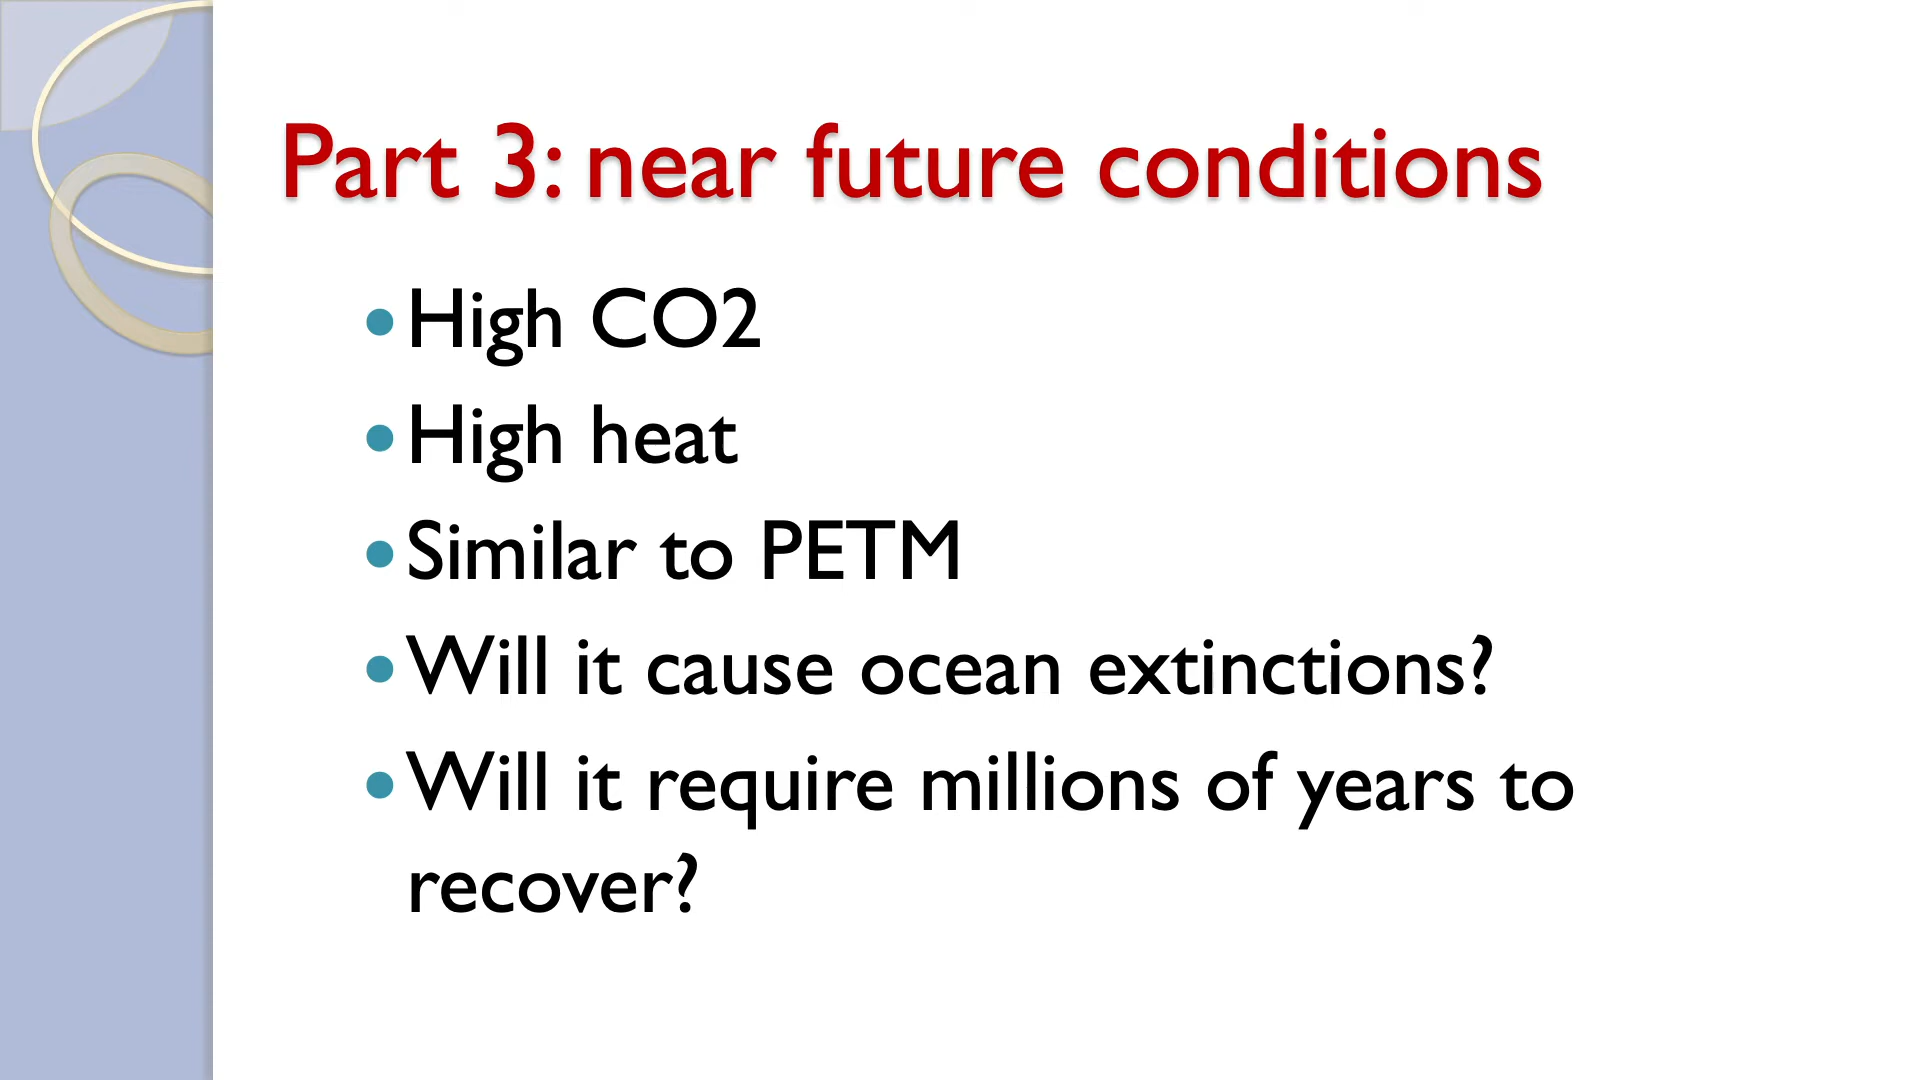 Part 3: near future conditions
• High CO2
• High heat
• Similar to PETM
• Will it cause ocean extinctions?
• Will it require millions of years to
recover?